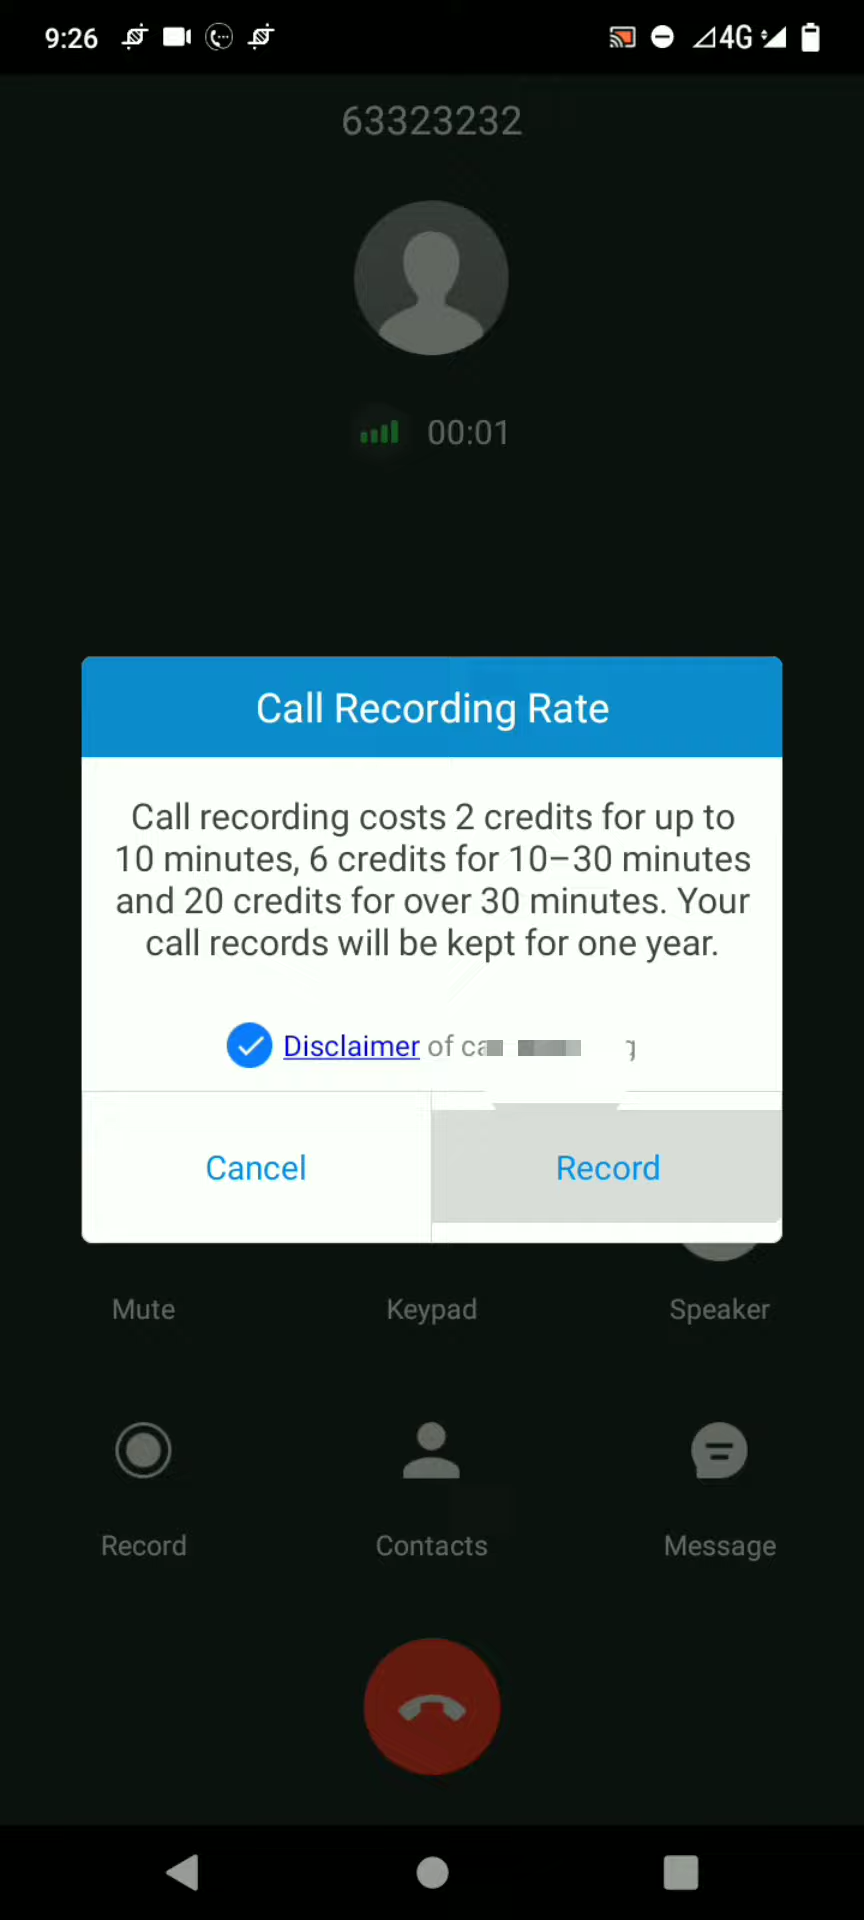 9:26
4G
63323232
00:01
Call Recording Rate
Call recording costs 2 credits for up to
10 minutes, 6 credits for 10–30 minutes
and 20 credits for over 30 minutes. Your
call records will be kept for one year.
Disclaimer of
Cancel
Record
Mute
Keypad
Speaker
Record
Contacts
Message